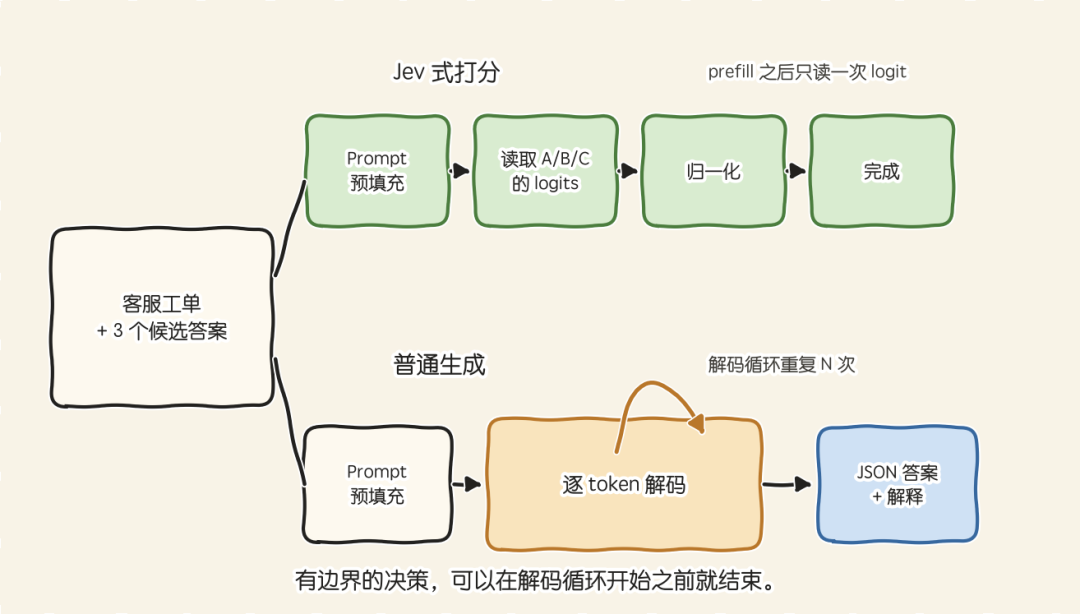 Jev 式打分
prefill 之后只读一次 logit
Prompt
预填充
读取 A/B/C
的 logits
归一化
完成
客服工单
+ 3 个候选答案
普通生成
解码循环重复 N 次
Prompt
预填充
逐 token 解码
JSON 答案
+ 解释
有边界的决策，可以在解码循环开始之前就结束。